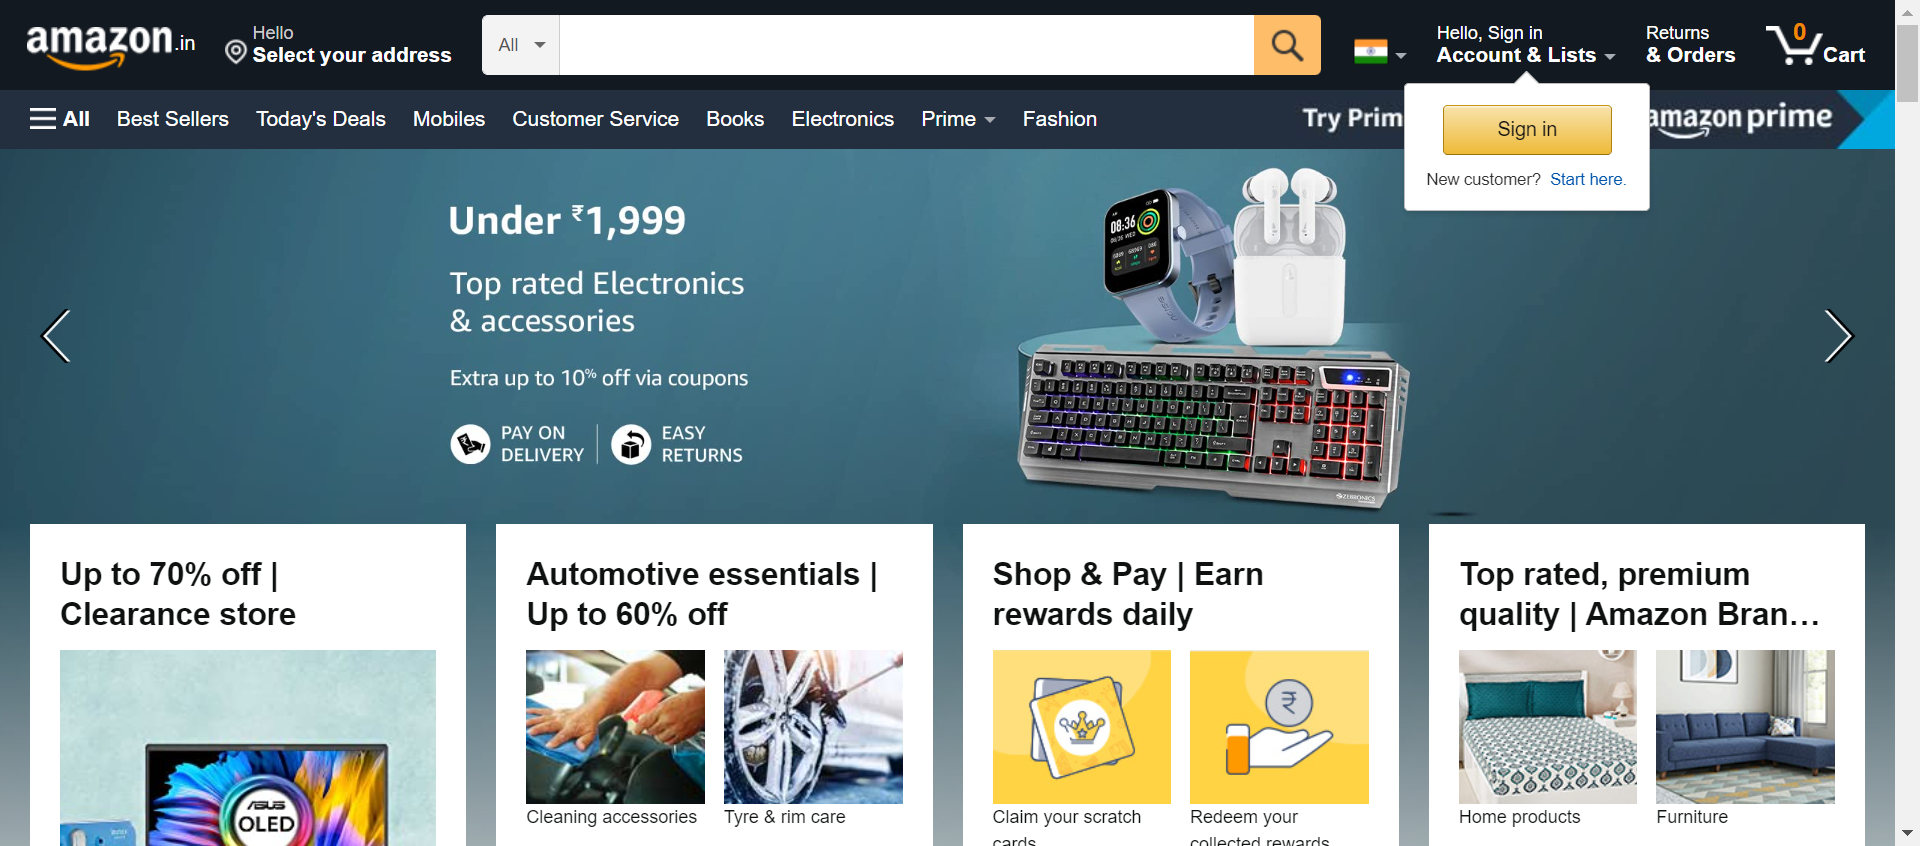 amazon.in
Hello
Select your address
All
Hello, Sign in
Account & Lists
Returns
& Orders
0
Cart
All
Best Sellers
Today's Deals
Mobiles
Customer Service
Books
Electronics
Prime
Fashion
Try Prim
amazon prime
Sign in
New customer? Start here.
Under ₹1,999
Top rated Electronics
& accessories
Extra up to 10% off via coupons
PAY ON
DELIVERY
EASY
RETURNS
08:36
ZEBRONICS
Up to 70% off |
Clearance store
Automotive essentials |
Up to 60% off
Shop & Pay | Earn
rewards daily
Top rated, premium
quality | Amazon Bran…
ASUS
OLED
Cleaning accessories
Tyre & rim care
Claim your scratch
cards
Redeem your
collected rewards
Home products
Furniture